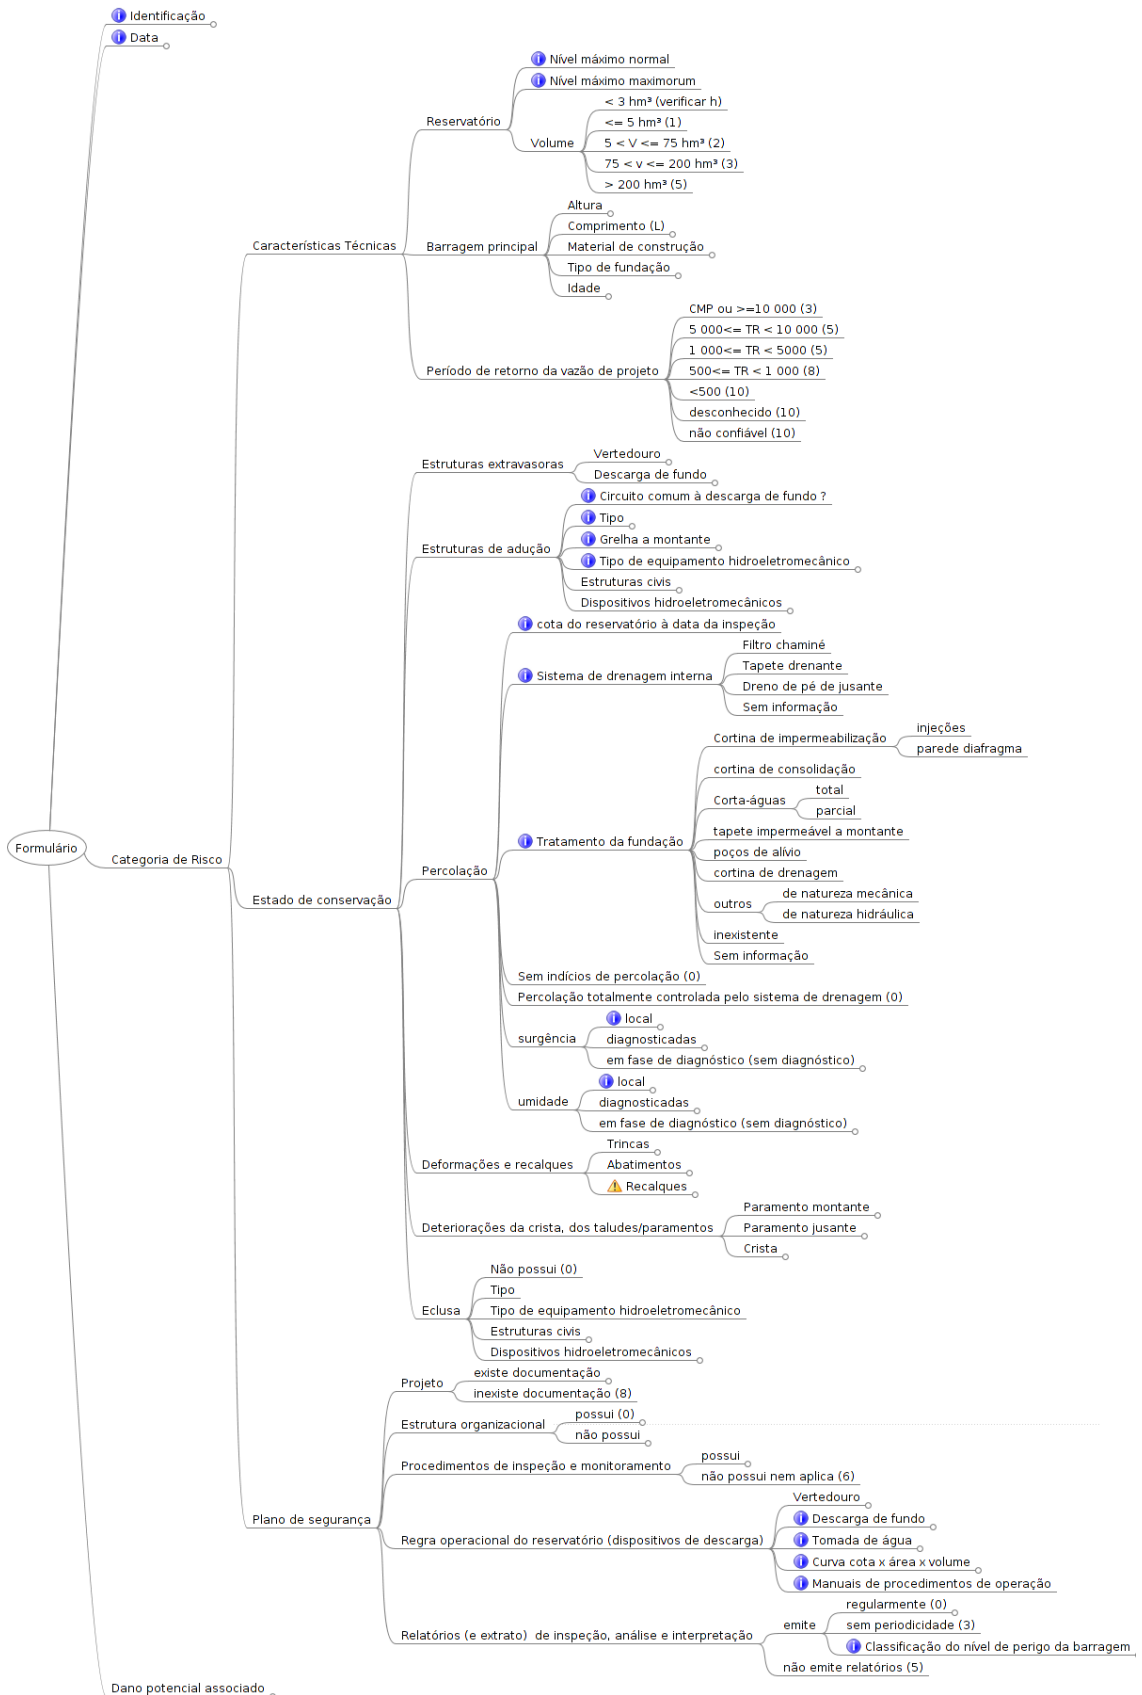 Identificação
Data
Nível máximo normal
Nível máximo maximorum
< 3 hm³ (verificar h)
<= 5 hm³ (1)
Reservatório
Volume
5 < V <= 75 hm³ (2)
75 < v <= 200 hm³ (3)
> 200 hm³ (5)
Altura
Comprimento (L)
Características Técnicas
Barragem principal
Material de construção
Tipo de fundação
Idade
CMP ou >=10 000 (3)
5 000<= TR < 10 000 (5)
1 000<= TR < 5000 (5)
Período de retorno da vazão de projeto
500<= TR < 1 000 (8)
<500 (10)
desconhecido (10)
não confiável (10)
Vertedouro
Estruturas extravasoras
Descarga de fundo
Circuito comum à descarga de fundo ?
Tipo
Grelha a montante
Estruturas de adução
Tipo de equipamento hidroeletromecânico
Estruturas civis
Dispositivos hidroeletromecânicos
cota do reservatório à data da inspeção
Filtro chaminé
Tapete drenante
Sistema de drenagem interna
Dreno de pé de jusante
Sem informação
injeções
Cortina de impermeabilização
parede diafragma
cortina de consolidação
total
Corta-águas
parcial
tapete impermeável a montante
Tratamento da fundação
Formulário
poços de alívio
Categoria de Risco
Percolação
cortina de drenagem
de natureza mecânica
Estado de conservação
outros
de natureza hidráulica
inexistente
Sem informação
Sem indícios de percolação (0)
Percolação totalmente controlada pelo sistema de drenagem (0)
local
surgência
diagnosticadas
em fase de diagnóstico (sem diagnóstico)
local
umidade
diagnosticadas
em fase de diagnóstico (sem diagnóstico)
Trincas
Deformações e recalques
Abatimentos
Recalques
Paramento montante
Deteriorações da crista, dos taludes/paramentos
Paramento jusante
Crista
Não possui (0)
Tipo
Eclusa
Tipo de equipamento hidroeletromecânico
Estruturas civis
Dispositivos hidroeletromecânicos
existe documentação
Projeto
inexiste documentação (8)
possui (0)
Estrutura organizacional
não possui
possui
Procedimentos de inspeção e monitoramento
não possui nem aplica (6)
Vertedouro
Plano de segurança
Descarga de fundo
Regra operacional do reservatório (dispositivos de descarga)
Tomada de água
Curva cota x área x volume
Manuais de procedimentos de operação
regularmente (0)
emite
sem periodicidade (3)
Relatórios (e extrato) de inspeção, análise e interpretação
Classificação do nível de perigo da barragem
não emite relatórios (5)
Dano potencial associado